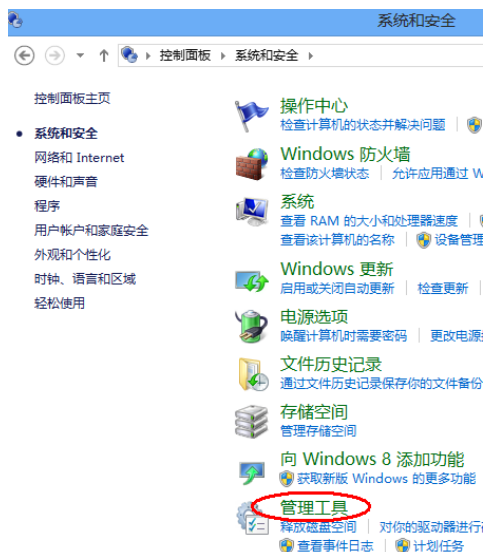 系统和安全
控制面板 系统和安全
控制面板主页
系统和安全
网络和 Internet
硬件和声音
程序
用户帐户和家庭安全
外观和个性化
时钟、语言和区域
轻松使用
操作中心
检查计算机的状态并解决问题
Windows 防火墙
检查防火墙状态 允许应用通过 W
系统
查看 RAM 的大小和处理器速度
查看该计算机的名称 设备管理
Windows 更新
启用或关闭自动更新 检查更新
电源选项
唤醒计算机时需要密码 更改电源
文件历史记录
通过文件历史记录保存你的文件备份
存储空间
管理存储空间
向 Windows 8 添加功能
获取新版 Windows 的更多功能
管理工具
释放磁盘空间 对你的驱动器进行
查看事件日志 计划任务